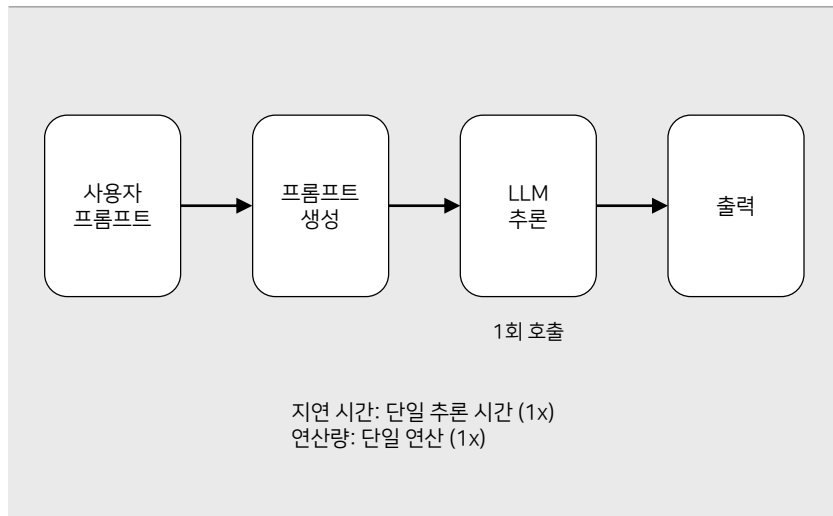 사용자
프롬프트
프롬프트
생성
LLM
추론
출력
1회 호출
지연 시간: 단일 추론 시간 (1x)
연산량: 단일 연산 (1x)